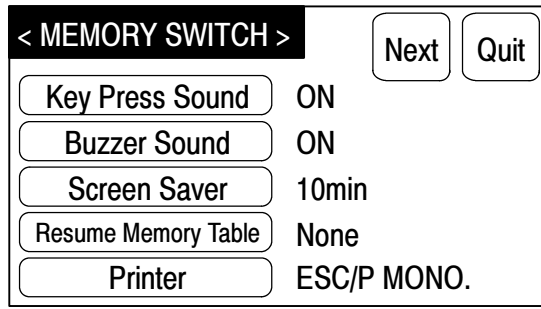 < MEMORY SWITCH >
Next Quit
Key Press Sound ON
Buzzer Sound ON
Screen Saver 10min
Resume Memory Table None
Printer ESC/P MONO.